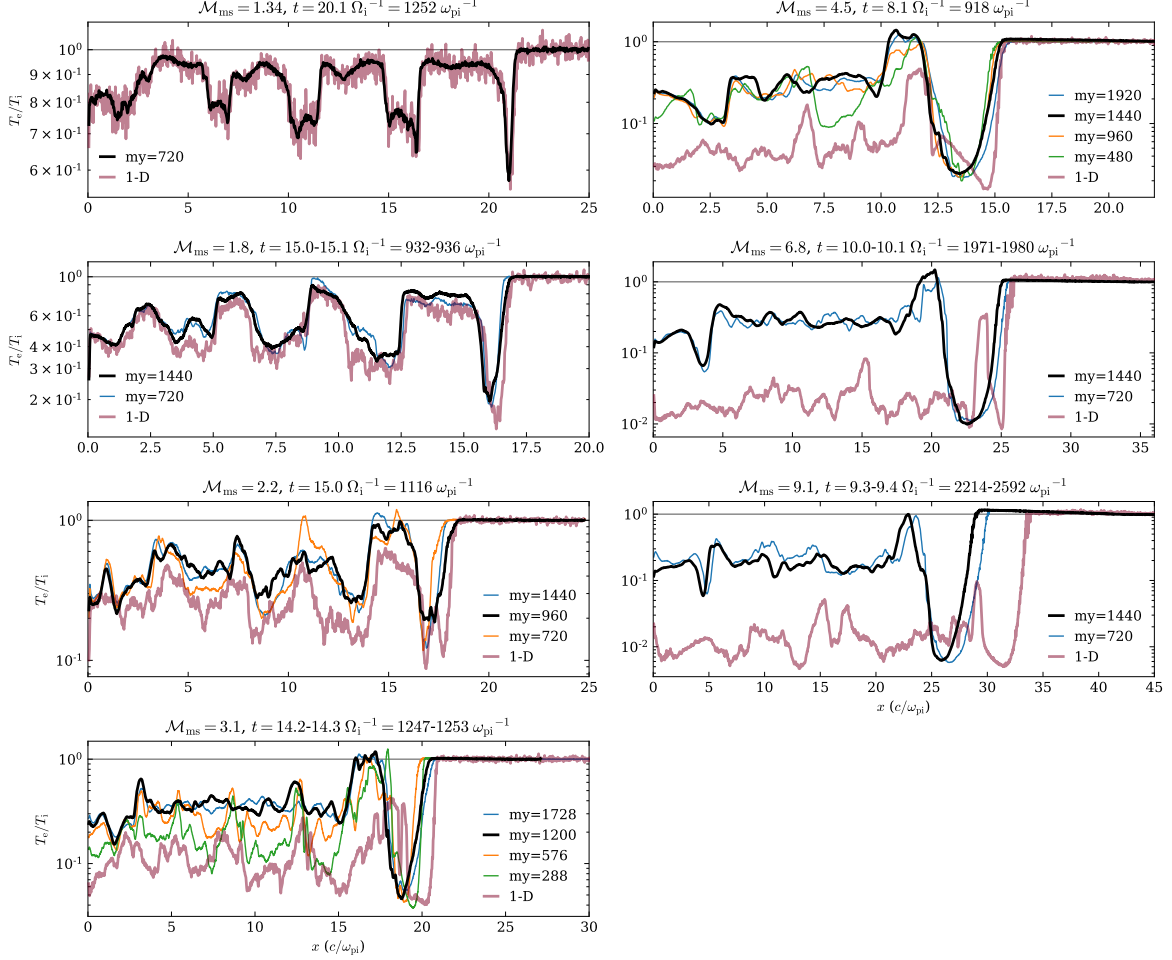 ℳms = 1.34, t = 20.1 Ωi⁻¹ = 1252 ωpi⁻¹
Te/Ti
10⁰
9 × 10⁻¹
8 × 10⁻¹
7 × 10⁻¹
6 × 10⁻¹
my=720
1-D
0 5 10 15 20 25
ℳms = 1.8, t = 15.0-15.1 Ωi⁻¹ = 932-936 ωpi⁻¹
Te/Ti
10⁰
6 × 10⁻¹
4 × 10⁻¹
3 × 10⁻¹
2 × 10⁻¹
my=1440
my=720
1-D
0.0 2.5 5.0 7.5 10.0 12.5 15.0 17.5 20.0
ℳms = 2.2, t = 15.0 Ωi⁻¹ = 1116 ωpi⁻¹
Te/Ti
10⁰
10⁻¹
my=1440
my=960
my=720
1-D
0 5 10 15 20 25
ℳms = 3.1, t = 14.2-14.3 Ωi⁻¹ = 1247-1253 ωpi⁻¹
Te/Ti
10⁰
10⁻¹
my=1728
my=1200
my=576
my=288
1-D
0 5 10 15 20 25 30
x (c/ωpi)
ℳms = 4.5, t = 8.1 Ωi⁻¹ = 918 ωpi⁻¹
10⁰
10⁻¹
my=1920
my=1440
my=960
my=480
1-D
0.0 2.5 5.0 7.5 10.0 12.5 15.0 17.5 20.0
ℳms = 6.8, t = 10.0-10.1 Ωi⁻¹ = 1971-1980 ωpi⁻¹
10⁰
10⁻¹
10⁻²
my=1440
my=720
1-D
0 5 10 15 20 25 30 35
ℳms = 9.1, t = 9.3-9.4 Ωi⁻¹ = 2214-2592 ωpi⁻¹
10⁰
10⁻¹
10⁻²
my=1440
my=720
1-D
0 5 10 15 20 25 30 35 40 45
x (c/ωpi)